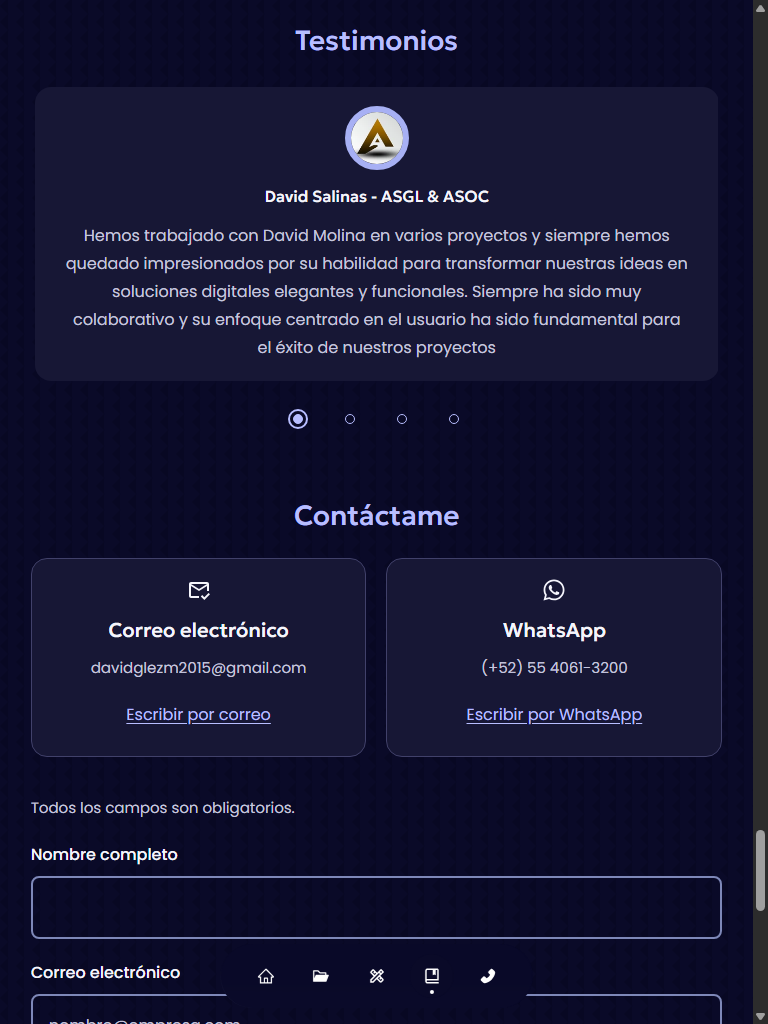 Testimonios
David Salinas - ASGL & ASOC
Hemos trabajado con David Molina en varios proyectos y siempre hemos
quedado impresionados por su habilidad para transformar nuestras ideas en
soluciones digitales elegantes y funcionales. Siempre ha sido muy
colaborativo y su enfoque centrado en el usuario ha sido fundamental para
el éxito de nuestros proyectos
Contáctame
Correo electrónico
davidglezm2015@gmail.com
Escribir por correo
WhatsApp
(+52) 55 4061-3200
Escribir por WhatsApp
Todos los campos son obligatorios.
Nombre completo
Correo electrónico
nombre@empresa.com